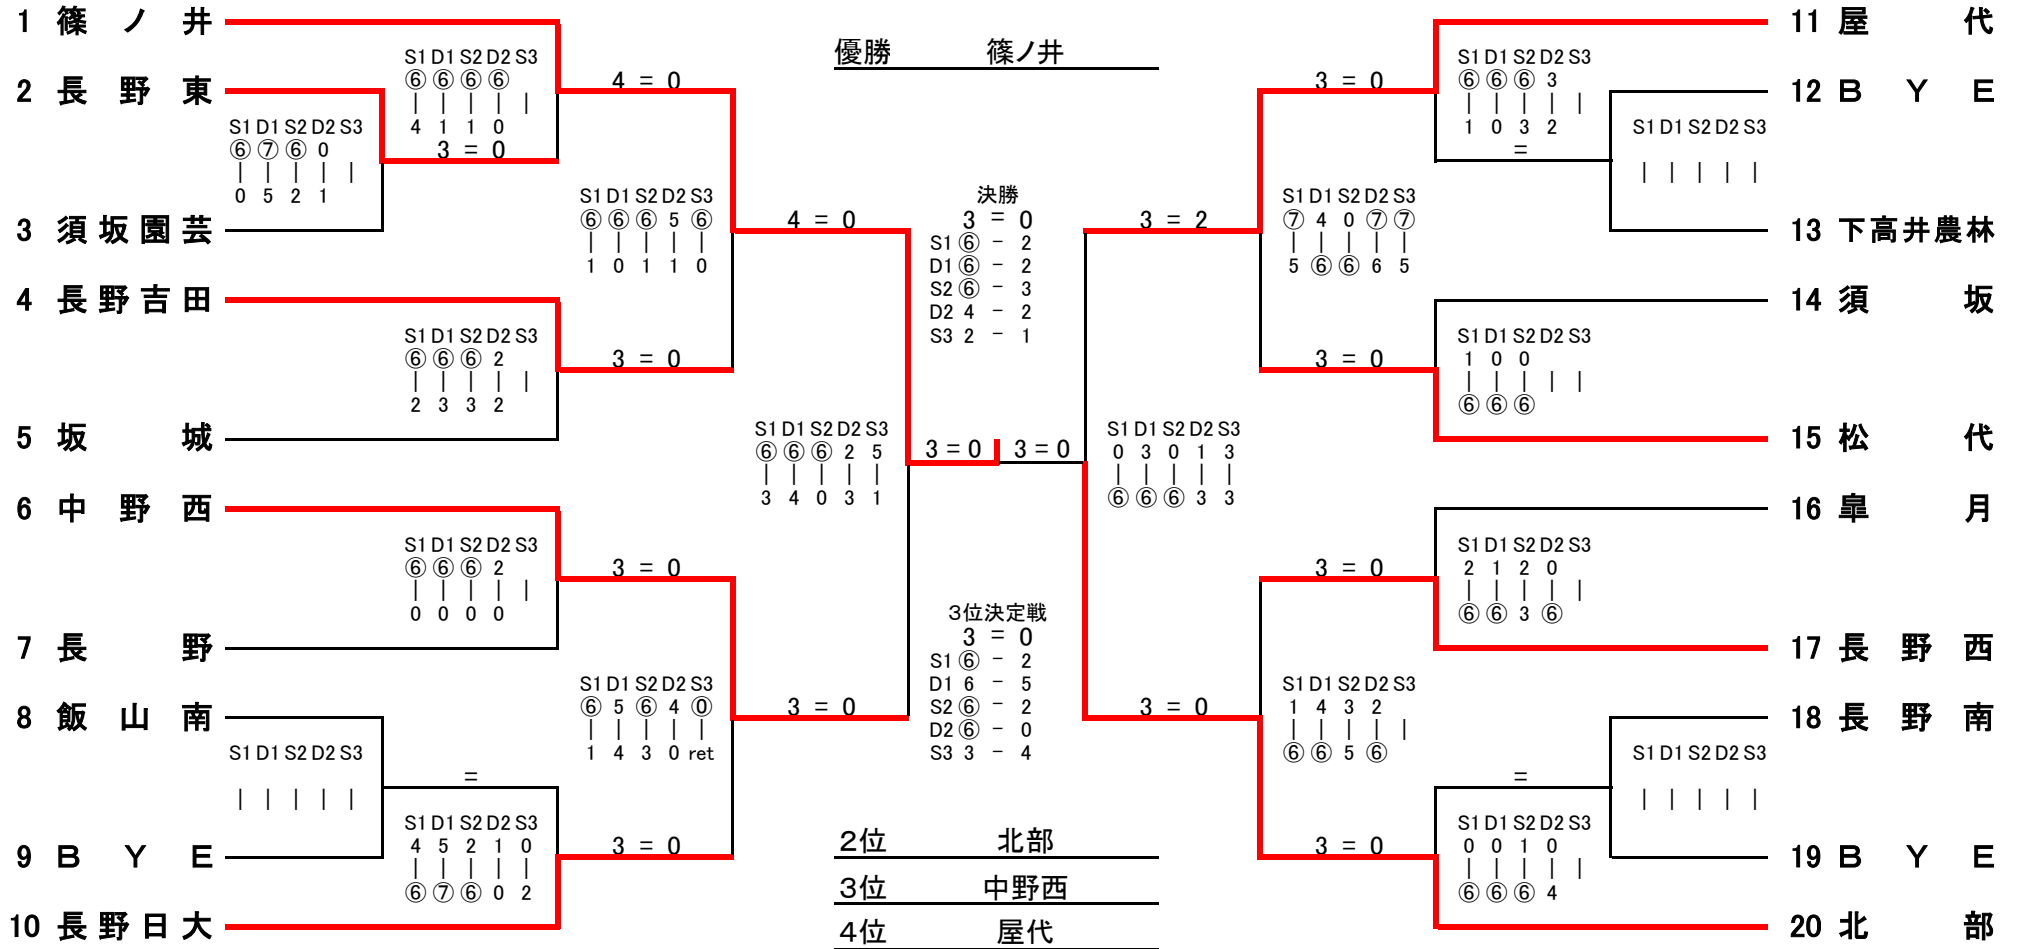 1 篠ノ井
S1 D1 S2 D2 S3
⑥ ⑥ ⑥ ⑥
| | | | |
4 1 1 0
4 = 0
2 長野東
S1 D1 S2 D2 S3
⑥ ⑦ ⑥ 0
| | | | |
0 5 2 1
3 = 0
3 須坂園芸
S1 D1 S2 D2 S3
⑥ ⑥ ⑥ 5 ⑥
| | | | |
1 0 1 1 0
4 = 0
4 長野吉田
S1 D1 S2 D2 S3
⑥ ⑥ ⑥ 2
| | | | |
2 3 3 2
3 = 0
5 坂城
S1 D1 S2 D2 S3
⑥ ⑥ ⑥ 2 5
| | | | |
3 4 0 3 1
6 中野西
S1 D1 S2 D2 S3
⑥ ⑥ ⑥ 2
| | | | |
0 0 0 0
3 = 0
7 長野
S1 D1 S2 D2 S3
⑥ 5 ⑥ 4 ⓪
| | | | |
1 4 3 0 ret
3 = 0
8 飯山南
S1 D1 S2 D2 S3
| | | | |
=
9 BYE
S1 D1 S2 D2 S3
4 5 2 1 0
| | | | |
⑥ ⑦ ⑥ 0 2
3 = 0
10 長野日大
優勝 篠ノ井
決勝
3 = 0
S1 ⑥ - 2
D1 ⑥ - 2
S2 ⑥ - 3
D2 4 - 2
S3 2 - 1
3 = 0 3 = 0
3位決定戦
3 = 0
S1 ⑥ - 2
D1 6 - 5
S2 ⑥ - 2
D2 ⑥ - 0
S3 3 - 4
2位 北部
3位 中野西
4位 屋代
11 屋代
3 = 0
S1 D1 S2 D2 S3
⑥ ⑥ ⑥ 3
| | | | |
1 0 3 2
12 BYE
=
S1 D1 S2 D2 S3
| | | | |
13 下高井農林
3 = 2
S1 D1 S2 D2 S3
⑦ 4 0 ⑦ ⑦
| | | | |
5 ⑥ ⑥ 6 5
14 須坂
3 = 0
S1 D1 S2 D2 S3
1 0 0
| | | | |
⑥ ⑥ ⑥
15 松代
S1 D1 S2 D2 S3
0 3 0 1 3
| | | | |
⑥ ⑥ ⑥ 3 3
16 皐月
3 = 0
S1 D1 S2 D2 S3
2 1 2 0
| | | | |
⑥ ⑥ 3 ⑥
17 長野西
3 = 0
S1 D1 S2 D2 S3
1 4 3 2
| | | | |
⑥ ⑥ 5 ⑥
18 長野南
=
S1 D1 S2 D2 S3
| | | | |
19 BYE
3 = 0
S1 D1 S2 D2 S3
0 0 1 0
| | | | |
⑥ ⑥ ⑥ 4
20 北部